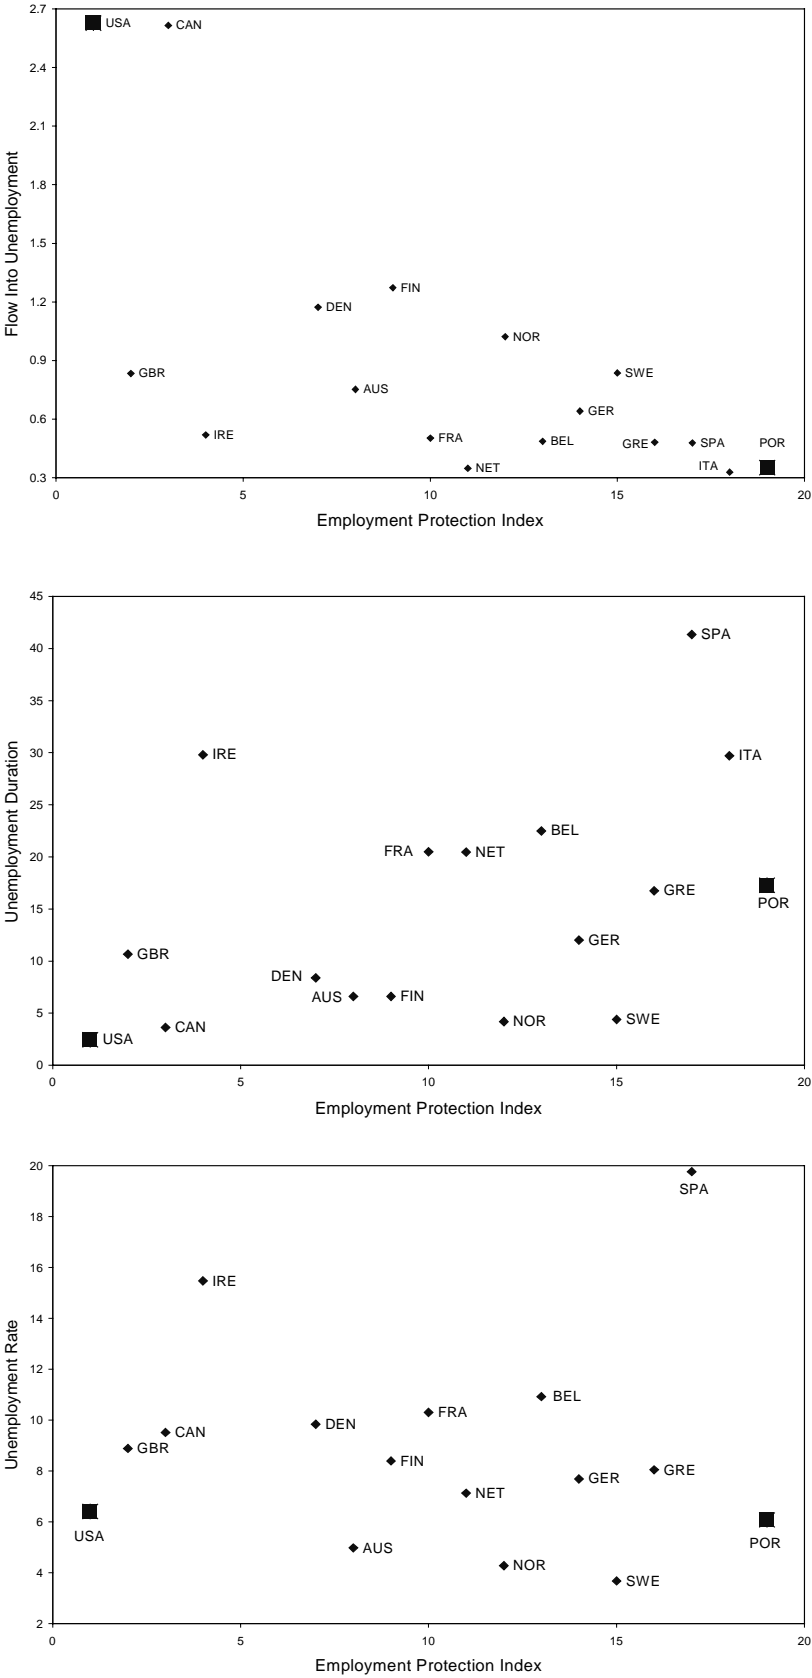 2.7
USA
CAN
2.4
2.1
1.8
Flow Into Unemployment
1.5
FIN
1.2
DEN
NOR
0.9
GBR
SWE
AUS
GER
0.6
IRE
FRA
BEL
GRE
SPA
POR
NET
ITA
0.3
0 5 10 15 20
Employment Protection Index
45
SPA
40
35
Unemployment Duration
30
IRE
ITA
25
BEL
20
FRA
NET
GRE
15
POR
GER
10
GBR
DEN
AUS
FIN
5
NOR
SWE
CAN
USA
0
0 5 10 15 20
Employment Protection Index
20
SPA
18
16
IRE
14
Unemployment Rate
12
BEL
FRA
10
DEN
CAN
GBR
FIN
8
GER
GRE
NET
6
USA
POR
AUS
NOR
4
SWE
2
0 5 10 15 20
Employment Protection Index